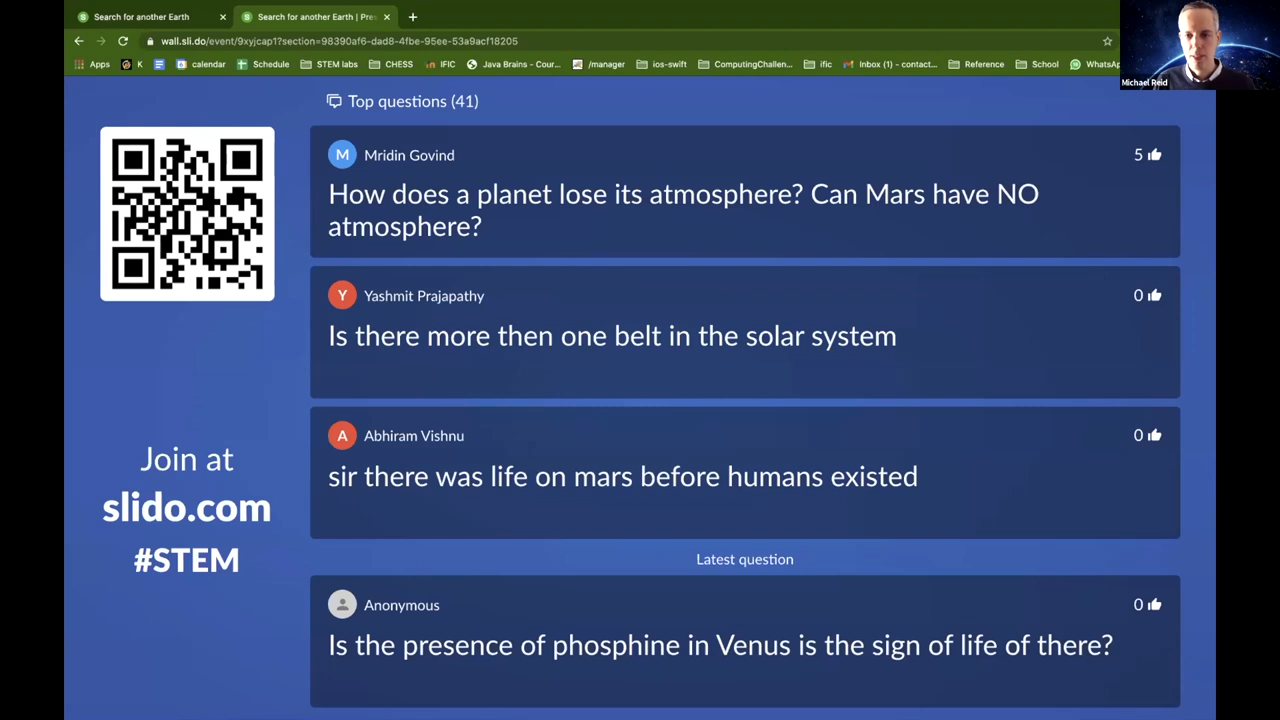 Search for another Earth
Search for another Earth | Pres
wall.sli.do/event/9xyjcap1?section=98390af6-dad8-4fbe-95ee-53a9acf18205
Apps K calendar Schedule STEM labs CHESS IFIC Java Brains - Cour... /manager ios-swift ComputingChallen... ific Inbox (1) - contact... Reference School WhatsAp
Michael Reid
Top questions (41)
M Mridin Govind 5
How does a planet lose its atmosphere? Can Mars have NO
atmosphere?
Y Yashmit Prajapathy 0
Is there more then one belt in the solar system
A Abhiram Vishnu 0
sir there was life on mars before humans existed
Latest question
Anonymous 0
Is the presence of phosphine in Venus is the sign of life of there?
Join at
slido.com
#STEM